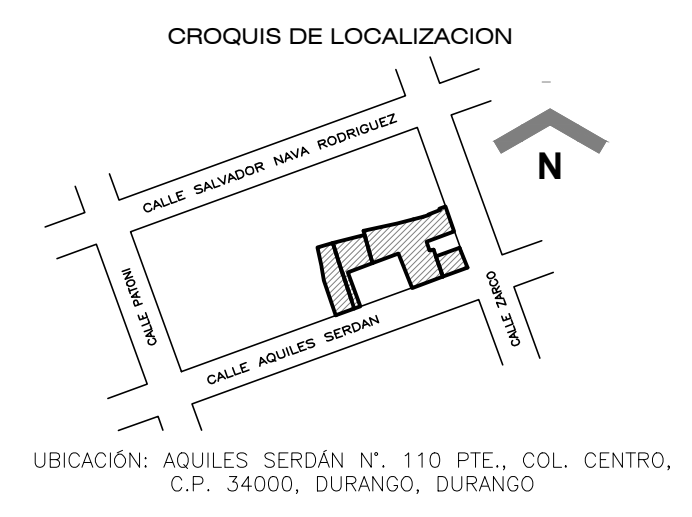 CROQUIS DE LOCALIZACION
CALLE SALVADOR NAVA RODRIGUEZ
N
CALLE PATONI
CALLE ZARCO
CALLE AQUILES SERDAN
UBICACIÓN: AQUILES SERDÁN N°. 110 PTE., COL. CENTRO,
C.P. 34000, DURANGO, DURANGO